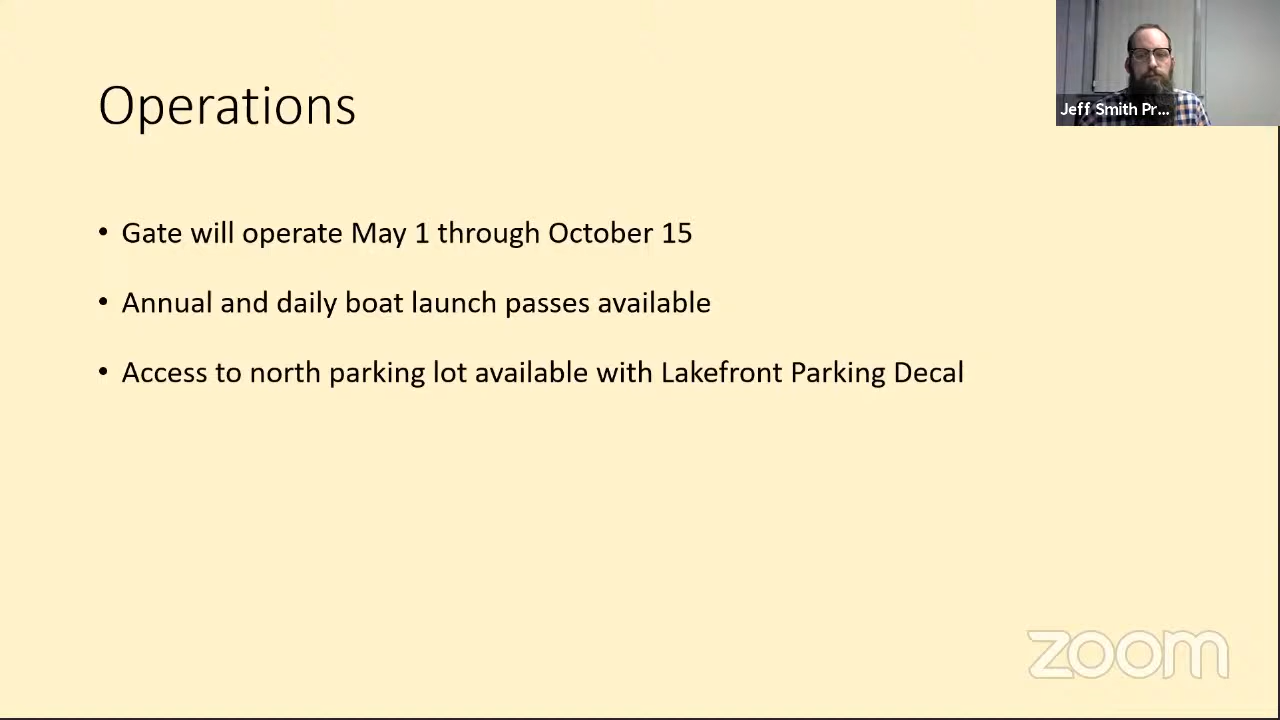 Operations
Jeff Smith Pr...
• Gate will operate May 1 through October 15
• Annual and daily boat launch passes available
• Access to north parking lot available with Lakefront Parking Decal
zoom